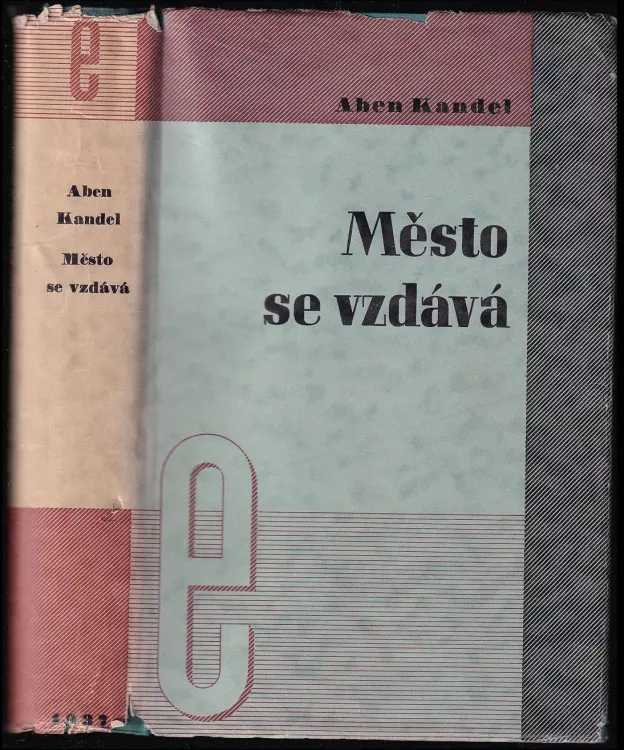 e
Aben
Kandel
Město
se vzdává
Aben Kandel
Město
se vzdává
e